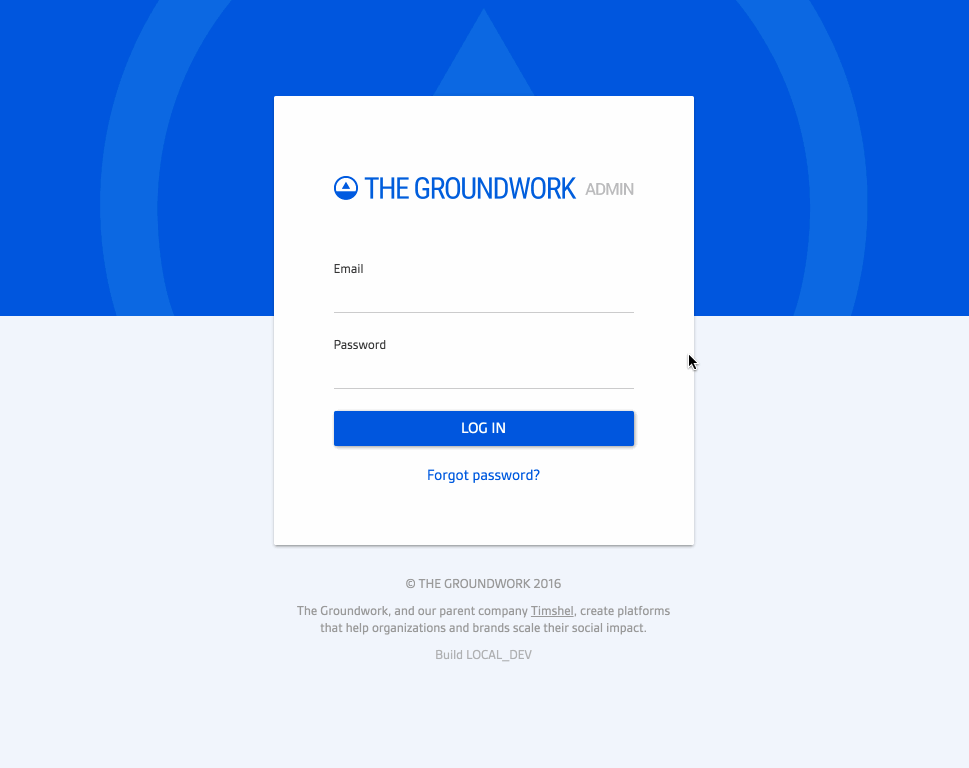 THE GROUNDWORK ADMIN
Email
Password
LOG IN
Forgot password?
© THE GROUNDWORK 2016
The Groundwork, and our parent company Timshel, create platforms
that help organizations and brands scale their social impact.
Build LOCAL_DEV